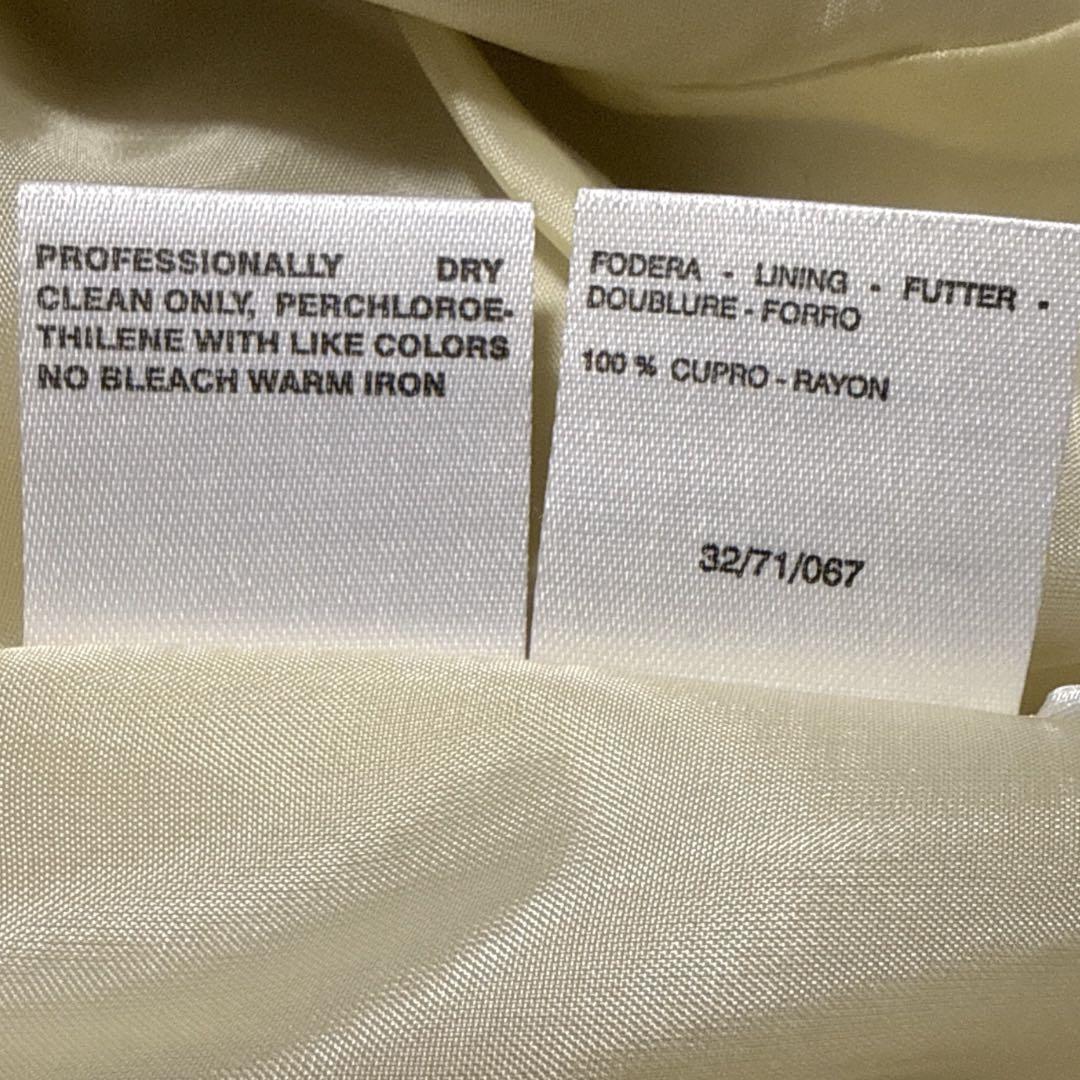 PROFESSIONALLY DRY
CLEAN ONLY, PERCHLOROE-
THILENE WITH LIKE COLORS
NO BLEACH WARM IRON
FODERA - LINING - FUTTER -
DOUBLURE - FORRO
100 % CUPRO - RAYON
32/71/067